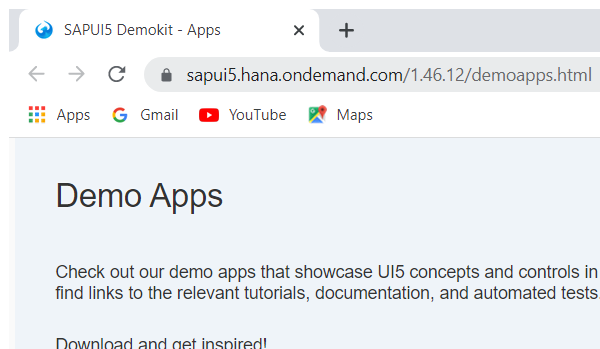 SAPUI5 Demokit - Apps
sapui5.hana.ondemand.com/1.46.12/demoapps.html
Apps Gmail YouTube Maps
Demo Apps
Check out our demo apps that showcase UI5 concepts and controls in
find links to the relevant tutorials, documentation, and automated tests
Download and get inspired!